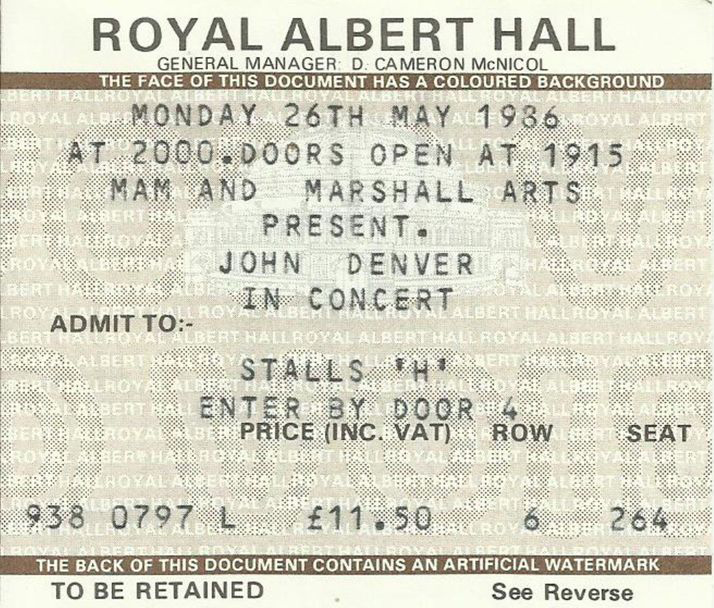 ROYAL ALBERT HALL
GENERAL MANAGER: D. CAMERON McNICOL
THE FACE OF THIS DOCUMENT HAS A COLOURED BACKGROUND
MONDAY 26TH MAY 1986
AT 2000.DOORS OPEN AT 1915
MAM AND MARSHALL ARTS
PRESENT.
JOHN DENVER
IN CONCERT
ADMIT TO:-
STALLS 'H'
ENTER BY DOOR 4
PRICE (INC. VAT) ROW SEAT
938 0797 L £11.50 6 264
THE BACK OF THIS DOCUMENT CONTAINS AN ARTIFICIAL WATERMARK
TO BE RETAINED See Reverse